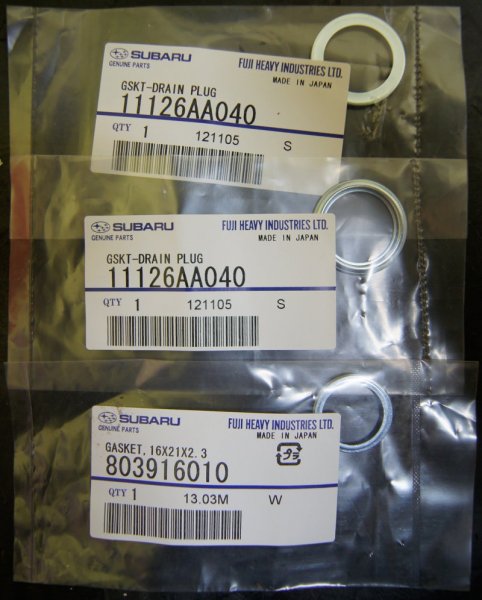 SUBARU FUJI HEAVY INDUSTRIES LTD.
GENUINE PARTS MADE IN JAPAN
GSKT-DRAIN PLUG
11126AA040
QTY 1 121105 S
SUBARU FUJI HEAVY INDUSTRIES LTD.
GENUINE PARTS MADE IN JAPAN
GSKT-DRAIN PLUG
11126AA040
QTY 1 121105 S
SUBARU FUJI HEAVY INDUSTRIES LTD.
GENUINE PARTS MADE IN JAPAN
GASKET,16X21X2.3
803916010 プラ
QTY 1 13.03M W